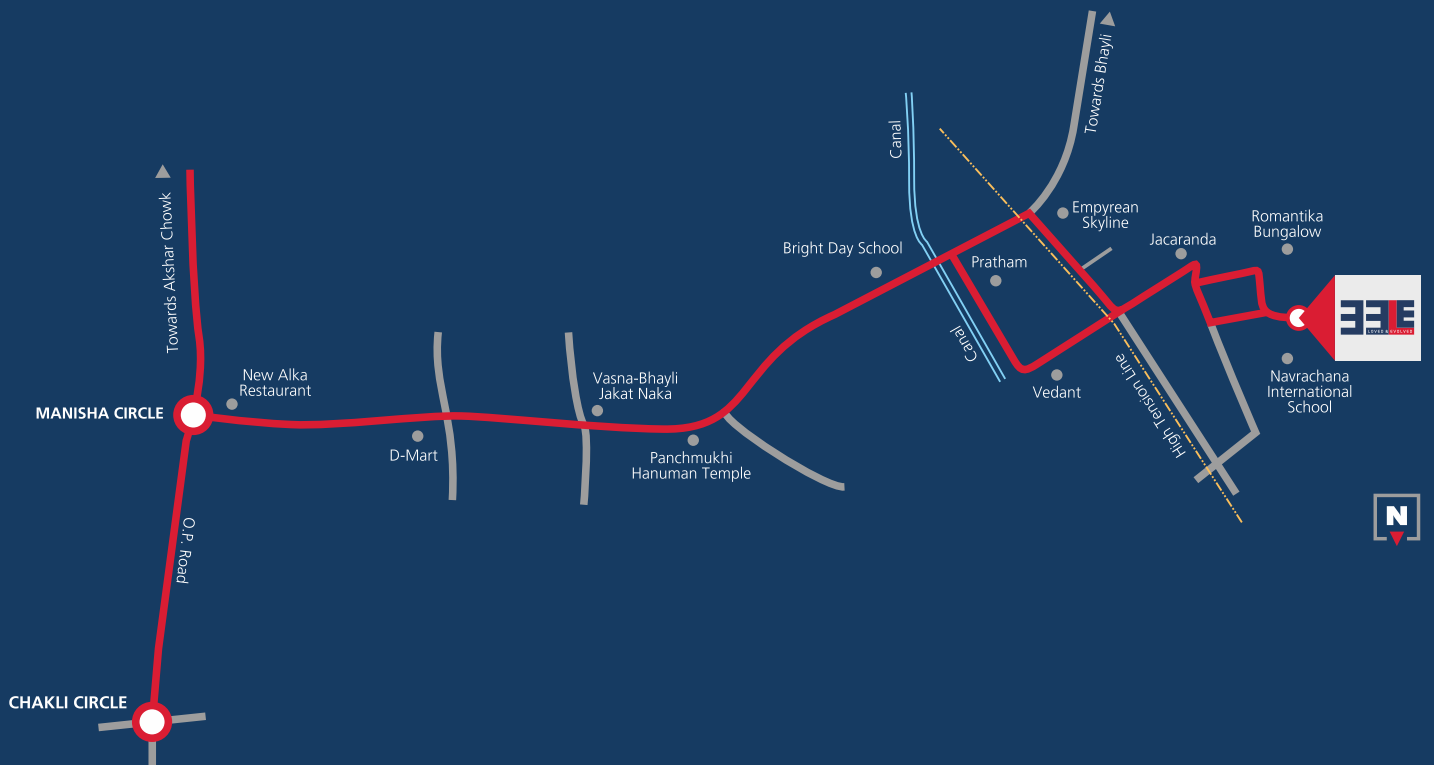 Towards Bhayli
Canal
Towards Akshar Chowk
Empyrean
Skyline
Romantika
Bungalow
Jacaranda
Bright Day School
Pratham
Canal
LOVED & EVOLVED
High Tension Line
New Alka
Restaurant
Vasna-Bhayli
Jakat Naka
Vedant
Navrachana
International
School
MANISHA CIRCLE
D-Mart
Panchmukhi
Hanuman Temple
O.P. Road
N
CHAKLI CIRCLE